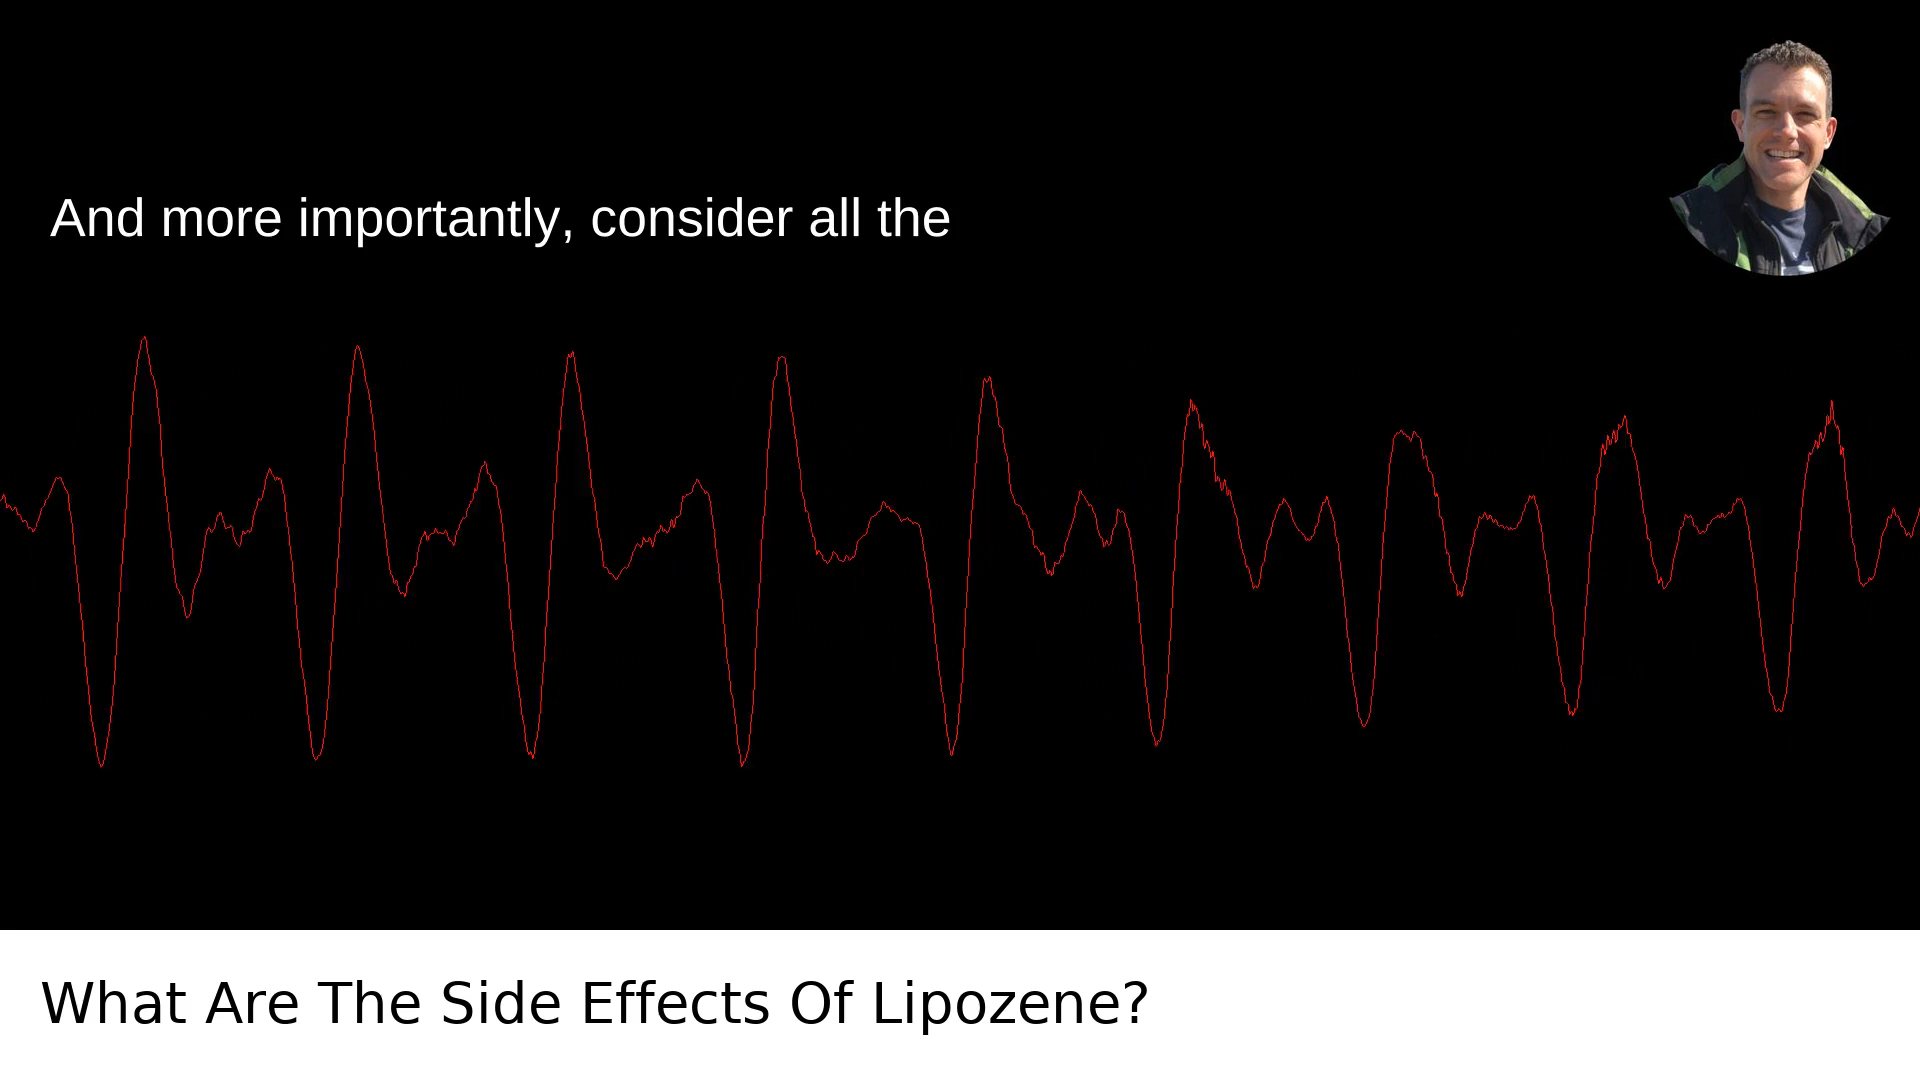 And more importantly, consider all the
What Are The Side Effects Of Lipozene?